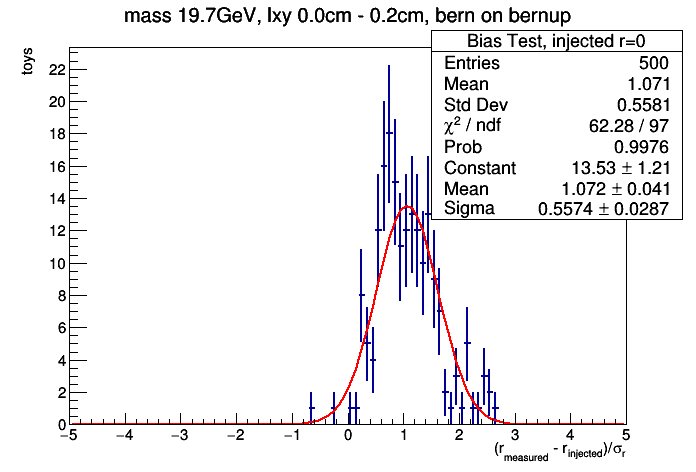 mass 19.7GeV, lxy 0.0cm - 0.2cm, bern on bernup
Bias Test, injected r=0
Entries 500
Mean 1.071
Std Dev 0.5581
χ² / ndf 62.28 / 97
Prob 0.9976
Constant 13.53 ± 1.21
Mean 1.072 ± 0.041
Sigma 0.5574 ± 0.0287
toys
22
20
18
16
14
12
10
8
6
4
2
0
−5 −4 −3 −2 −1 0 1 2 3 4 5
(r_measured - r_injected)/σ_r